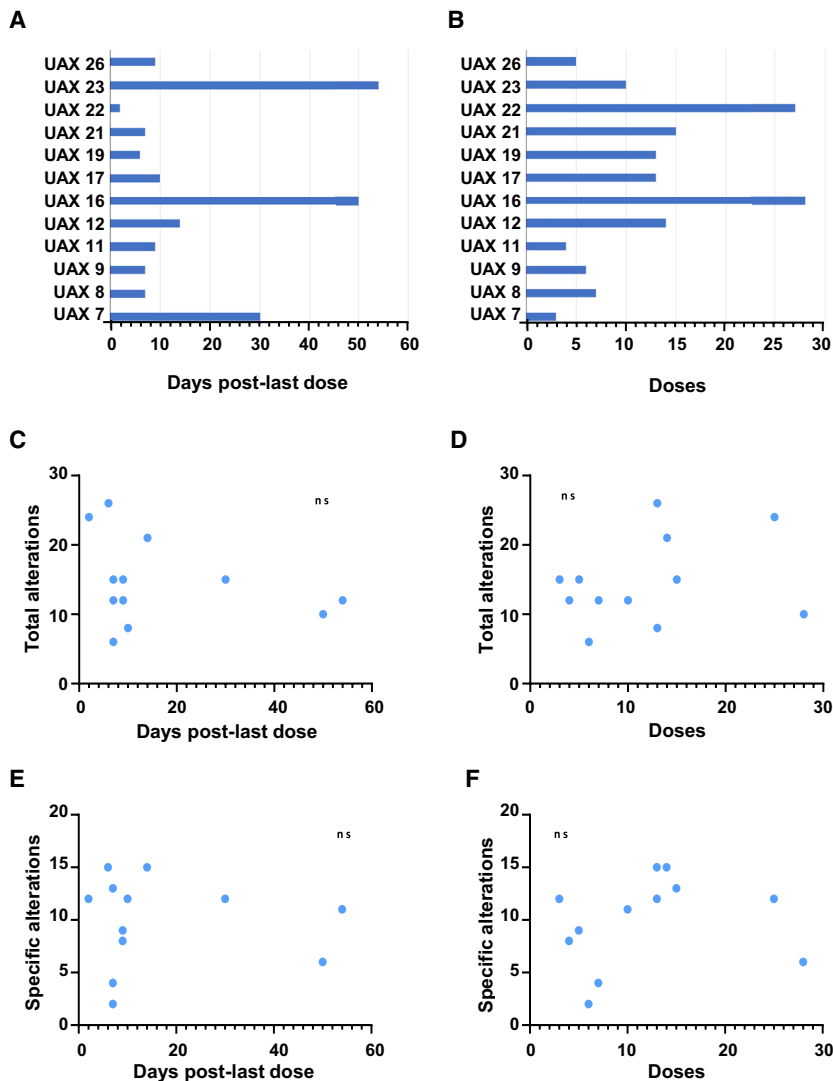 A
UAX 26
UAX 23
UAX 22
UAX 21
UAX 19
UAX 17
UAX 16
UAX 12
UAX 11
UAX 9
UAX 8
UAX 7
0 10 20 30 40 50 60
Days post-last dose
B
UAX 26
UAX 23
UAX 22
UAX 21
UAX 19
UAX 17
UAX 16
UAX 12
UAX 11
UAX 9
UAX 8
UAX 7
0 5 10 15 20 25 30
Doses
C
Total alterations
30
20
10
0
n s
0 20 40 60
Days post-last dose
D
Total alterations
30
20
10
0
n s
0 10 20 30
Doses
E
Specific alterations
20
15
10
5
0
n s
0 20 40 60
Days post-last dose
F
Specific alterations
20
15
10
5
0
n s
0 10 20 30
Doses